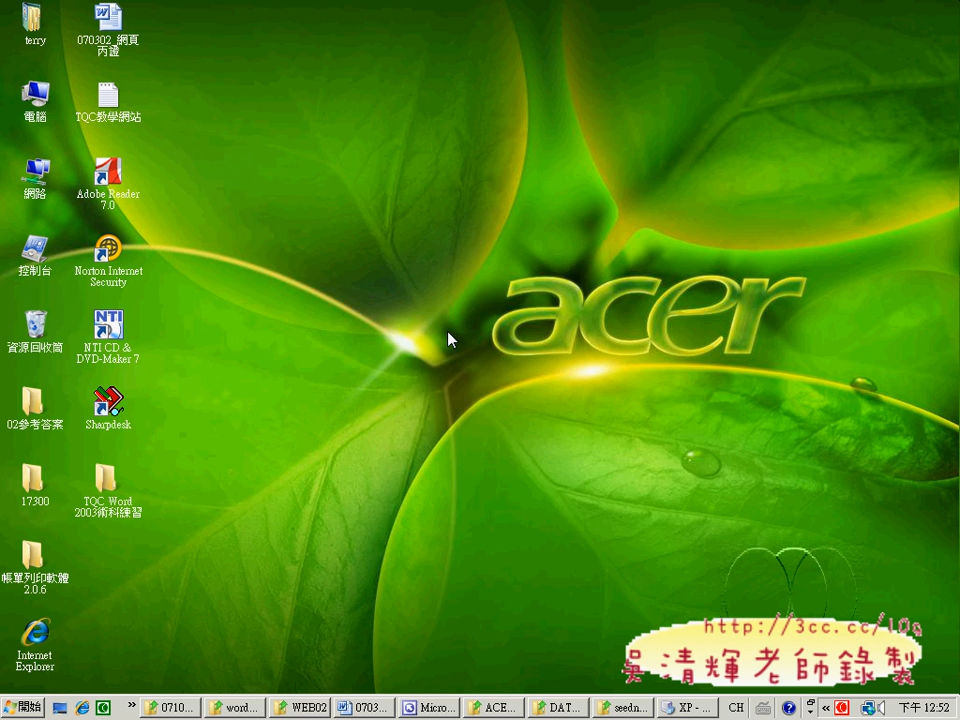 terry
070302_網頁
丙證
電腦
TQC教學網站
網路
Adobe Reader
7.0
控制台
Norton Internet
Security
資源回收筒
NTI
NTI CD &
DVD-Maker 7
02參考答案
Sharpdesk
17300
TQC Word
2003術科練習
帳單列印軟體
2.0.6
Internet
Explorer
acer
http://3cc.cc/10a
吳清輝老師錄製
開始
0710...
word...
WEB02
0703...
Micro...
ACE...
DAT...
seedn...
XP - ...
CH
下午 12:52